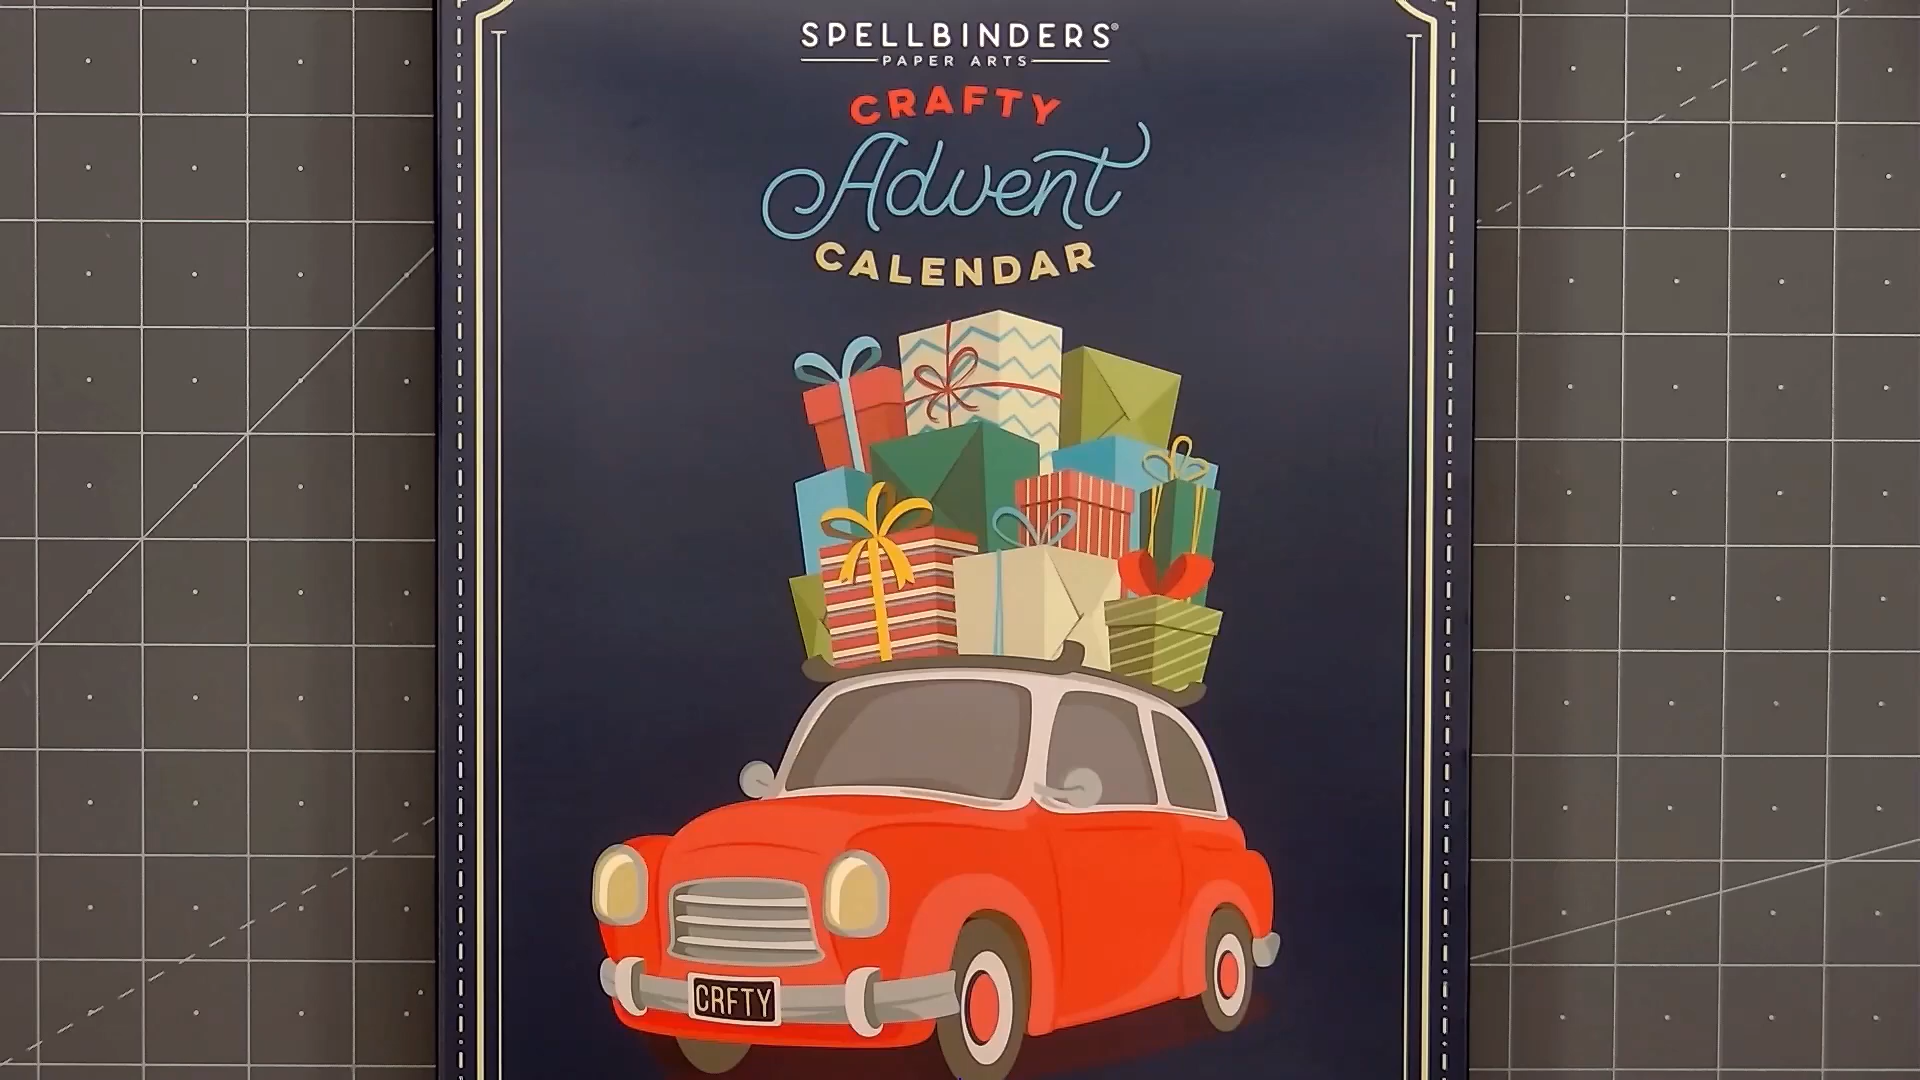 SPELLBINDERS®
PAPER ARTS
CRAFTY
Advent
CALENDAR
CRFTY